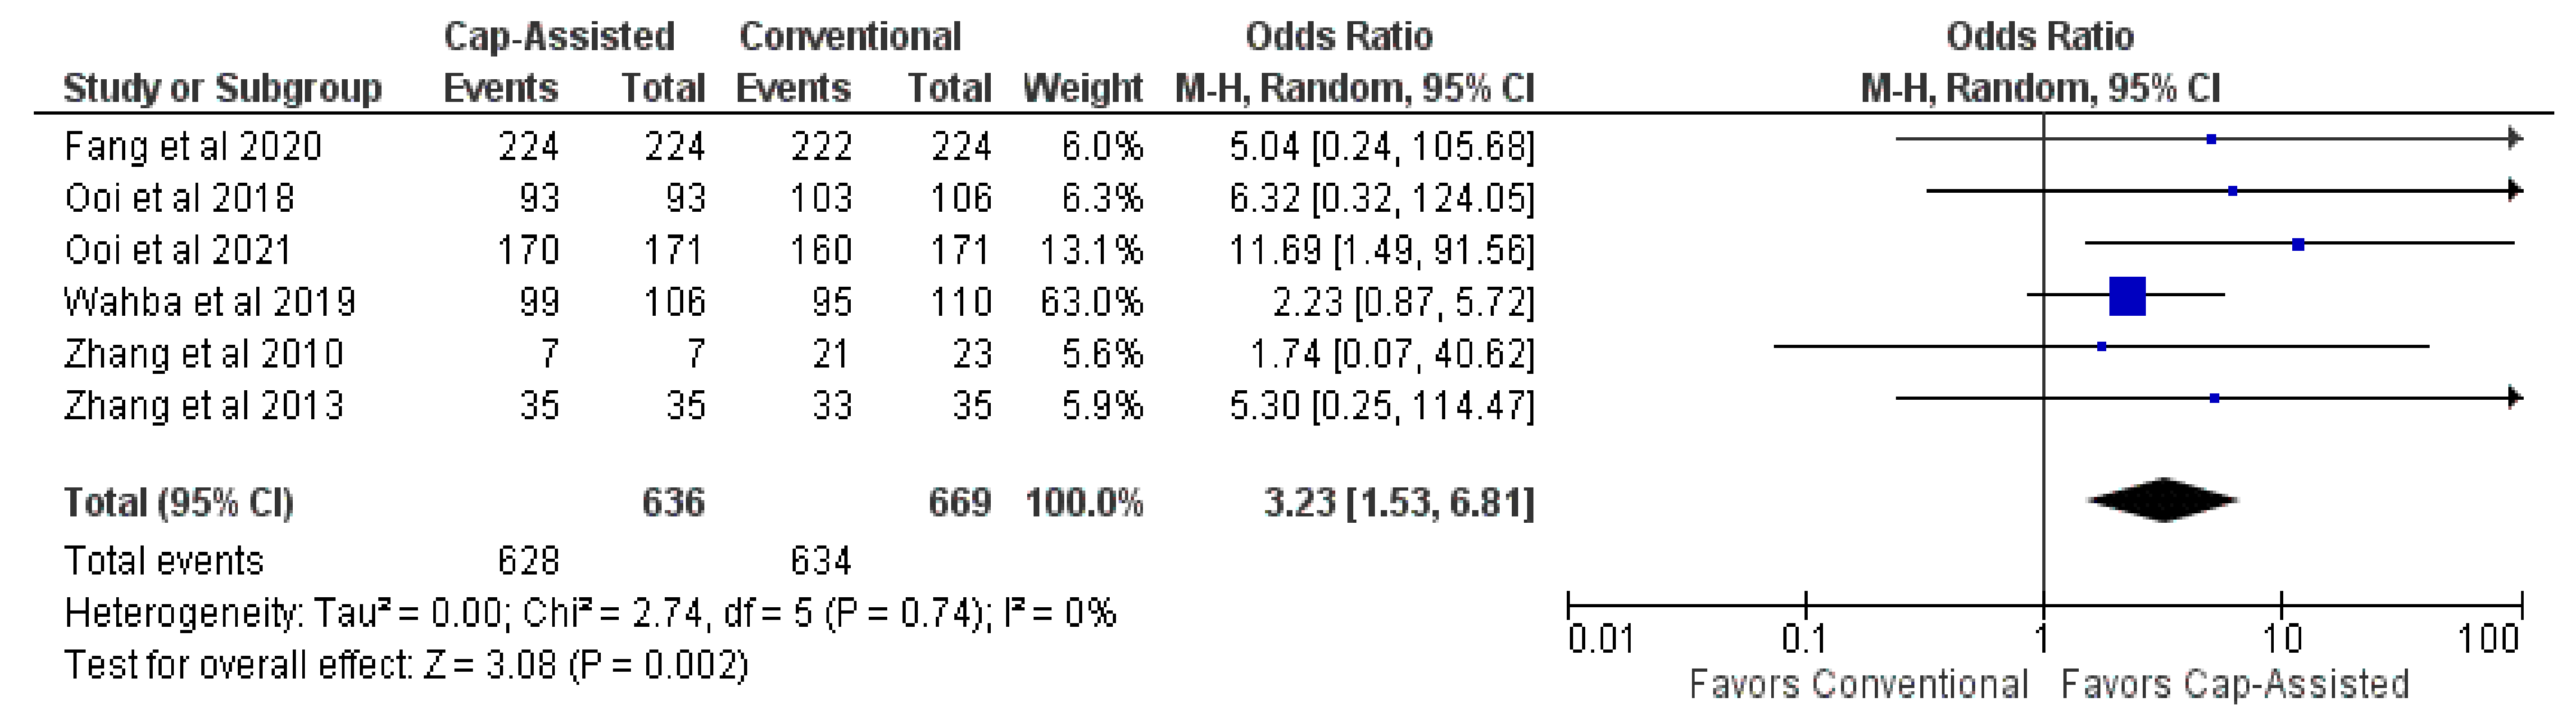 Cap-Assisted Conventional Odds Ratio Odds Ratio
Study or Subgroup Events Total Events Total Weight M-H, Random, 95% CI M-H, Random, 95% CI
Fang et al 2020 224 224 222 224 6.0% 5.04 [0.24, 105.68]
Ooi et al 2018 93 93 103 106 6.3% 6.32 [0.32, 124.05]
Ooi et al 2021 170 171 160 171 13.1% 11.69 [1.49, 91.56]
Wahba et al 2019 99 106 95 110 63.0% 2.23 [0.87, 5.72]
Zhang et al 2010 7 7 21 23 5.6% 1.74 [0.07, 40.62]
Zhang et al 2013 35 35 33 35 5.9% 5.30 [0.25, 114.47]
Total (95% CI) 636 669 100.0% 3.23 [1.53, 6.81]
Total events 628 634
Heterogeneity: Tau² = 0.00; Chi² = 2.74, df = 5 (P = 0.74); I² = 0%
Test for overall effect: Z = 3.08 (P = 0.002)
0.01 0.1 1 10 100
Favors Conventional Favors Cap-Assisted